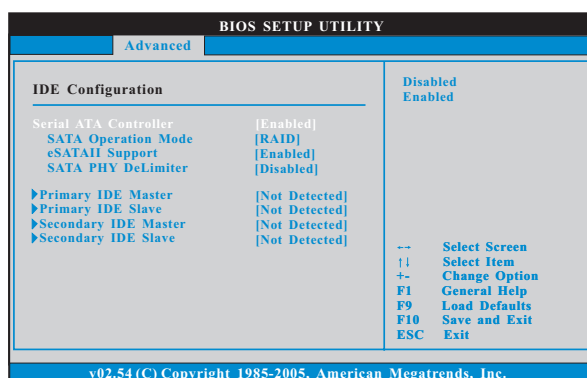 BIOS SETUP UTILITY
Advanced
IDE Configuration
Serial ATA Controller [Enabled]
SATA Operation Mode [RAID]
eSATAII Support [Enabled]
SATA PHY DeLimiter [Disabled]
Primary IDE Master [Not Detected]
Primary IDE Slave [Not Detected]
Secondary IDE Master [Not Detected]
Secondary IDE Slave [Not Detected]
Disabled
Enabled
←→ Select Screen
↑↓ Select Item
+- Change Option
F1 General Help
F9 Load Defaults
F10 Save and Exit
ESC Exit
v02.54 (C) Copyright 1985-2005, American Megatrends, Inc.